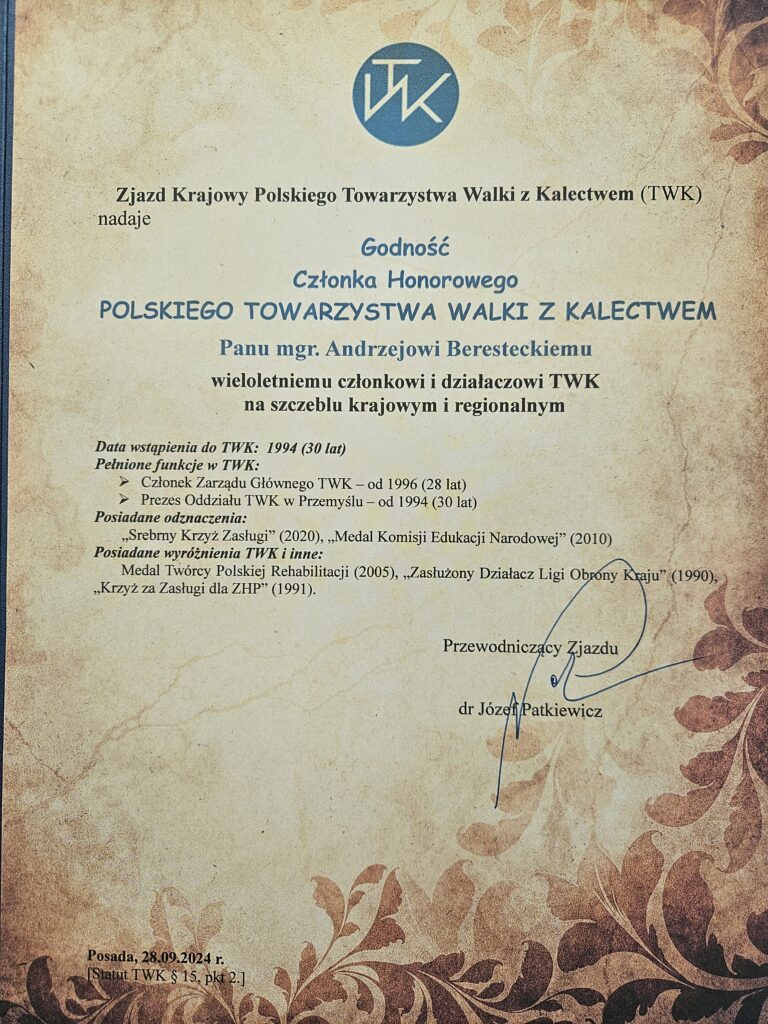 TWK
Zjazd Krajowy Polskiego Towarzystwa Walki z Kalectwem (TWK)
nadaje
Godność
Członka Honorowego
POLSKIEGO TOWARZYSTWA WALKI Z KALECTWEM
Panu mgr. Andrzejowi Beresteckiemu
wieloletniemu członkowi i działaczowi TWK
na szczeblu krajowym i regionalnym
Data wstąpienia do TWK: 1994 (30 lat)
Pełnione funkcje w TWK:
➢ Członek Zarządu Głównego TWK – od 1996 (28 lat)
➢ Prezes Oddziału TWK w Przemyślu – od 1994 (30 lat)
Posiadane odznaczenia:
„Srebrny Krzyż Zasługi” (2020), „Medal Komisji Edukacji Narodowej” (2010)
Posiadane wyróżnienia TWK i inne:
Medal Twórcy Polskiej Rehabilitacji (2005), „Zasłużony Działacz Ligi Obrony Kraju” (1990),
„Krzyż za Zasługi dla ZHP” (1991).
Przewodniczący Zjazdu
dr Józef Patkiewicz
Posada, 28.09.2024 r.
[Statut TWK § 15, pkt 2.]